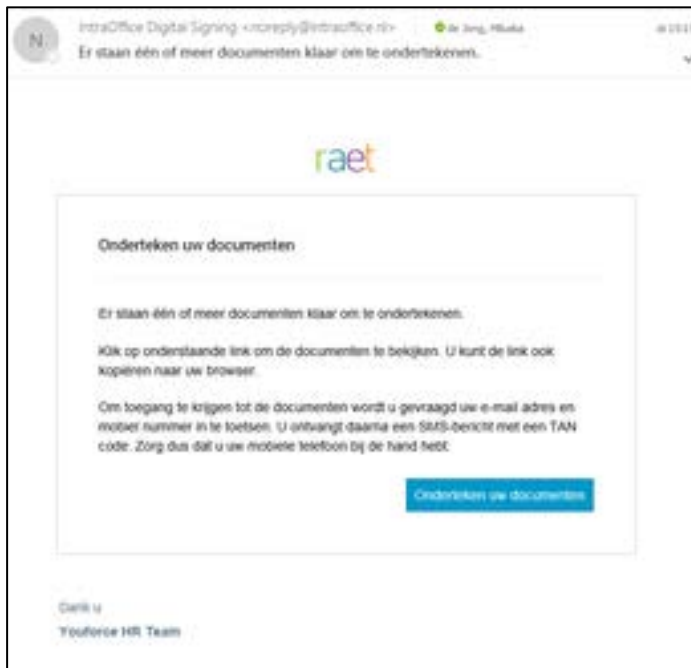 N
IntraOffice Digital Signing <noreply@intraoffice.nl>
de Jong,
Er staan één of meer documenten klaar om te ondertekenen.
raet
Onderteken uw documenten
Er staan één of meer documenten klaar om te ondertekenen.
Klik op onderstaande link om de documenten te bekijken. U kunt de link ook
kopiëren naar uw browser.
Om toegang te krijgen tot de documenten wordt u gevraagd uw e-mail adres en
mobiel nummer in te toetsen. U ontvangt daarna een SMS-bericht met een TAN
code. Zorg dus dat u uw mobiele telefoon bij de hand hebt.
Onderteken uw documenten
Dank u
Youforce HR Team